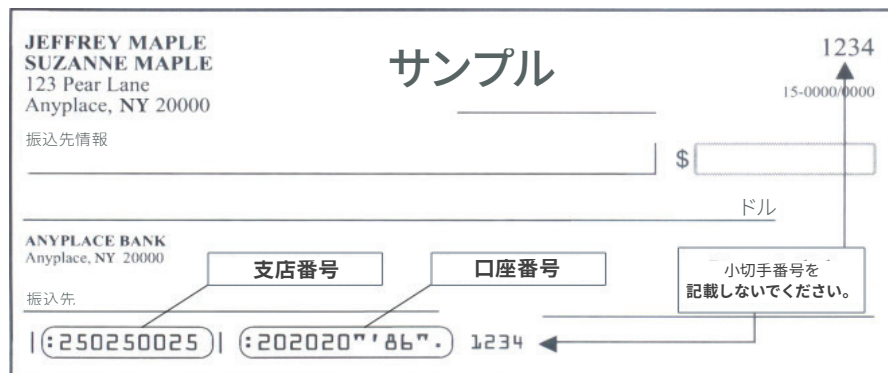 JEFFREY MAPLE
SUZANNE MAPLE
123 Pear Lane
Anyplace, NY 20000
サンプル
1234
15-0000/0000
振込先情報
$
ドル
ANYPLACE BANK
Anyplace, NY 20000
支店番号
口座番号
小切手番号を
記載しないでください。
振込先
|:250250025|
:202020"'86".
1234